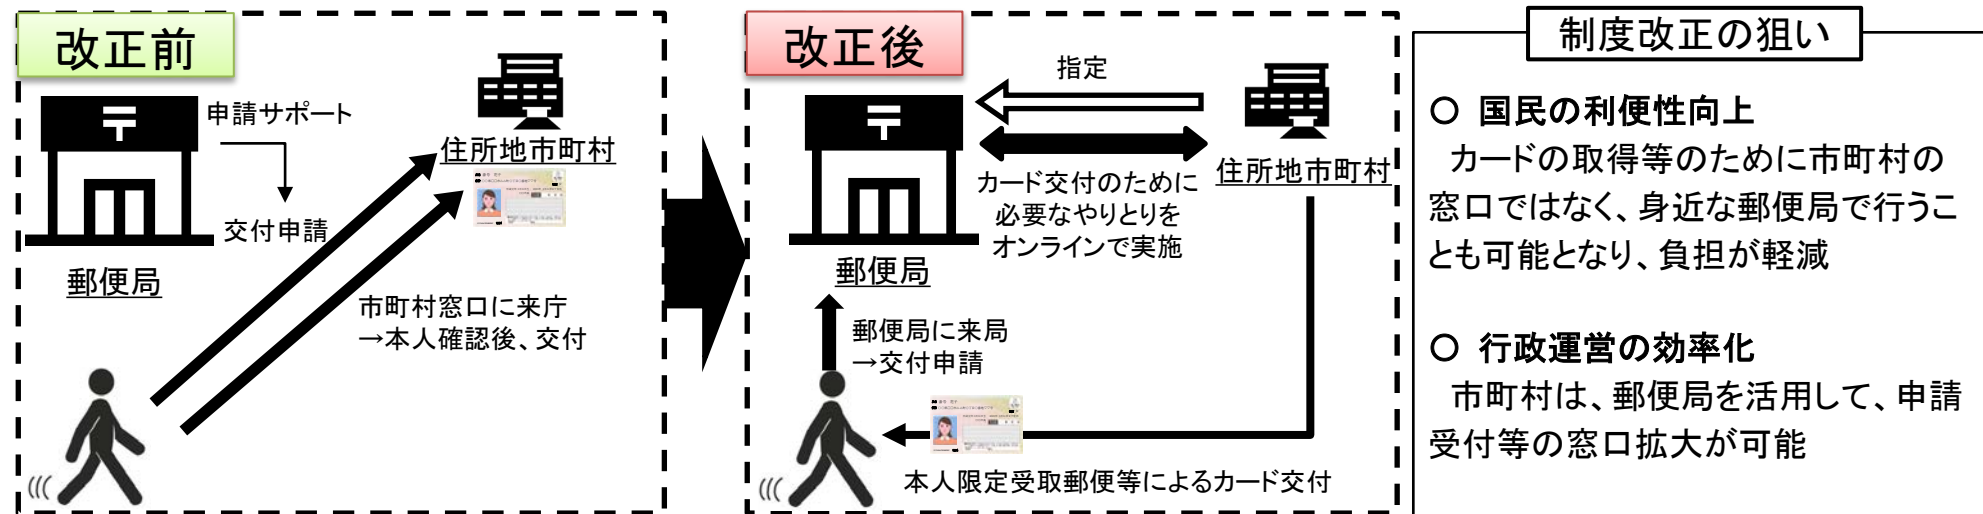 改正前
申請サポート
交付申請
郵便局
住所地市町村
市町村窓口に来庁
→本人確認後、交付
改正後
指定
住所地市町村
カード交付のために
必要なやりとりを
オンラインで実施
郵便局
郵便局に来局
→交付申請
本人限定受取郵便等によるカード交付
制度改正の狙い
○ 国民の利便性向上
カードの取得等のために市町村の
窓口ではなく、身近な郵便局で行うこ
とも可能となり、負担が軽減
○ 行政運営の効率化
市町村は、郵便局を活用して、申請
受付等の窓口拡大が可能